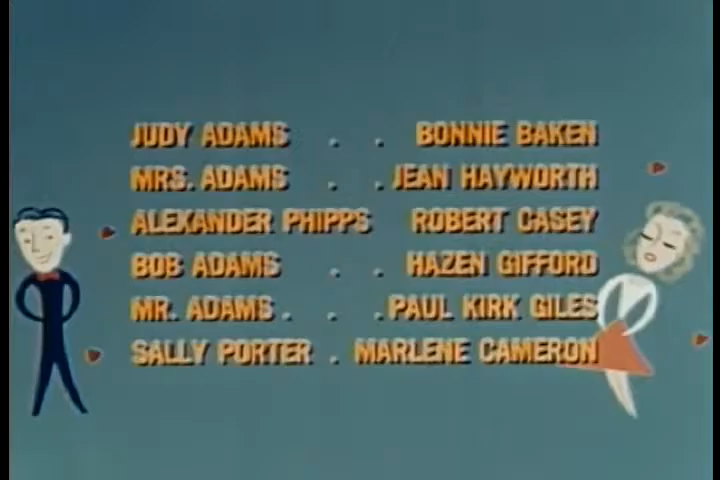 JUDY ADAMS . . BONNIE BAKEN
MRS. ADAMS . . JEAN HAYWORTH
ALEXANDER PHIPPS ROBERT CASEY
BOB ADAMS . . HAZEN GIFFORD
MR. ADAMS . . . PAUL KIRK GILES
SALLY PORTER . MARLENE CAMERON